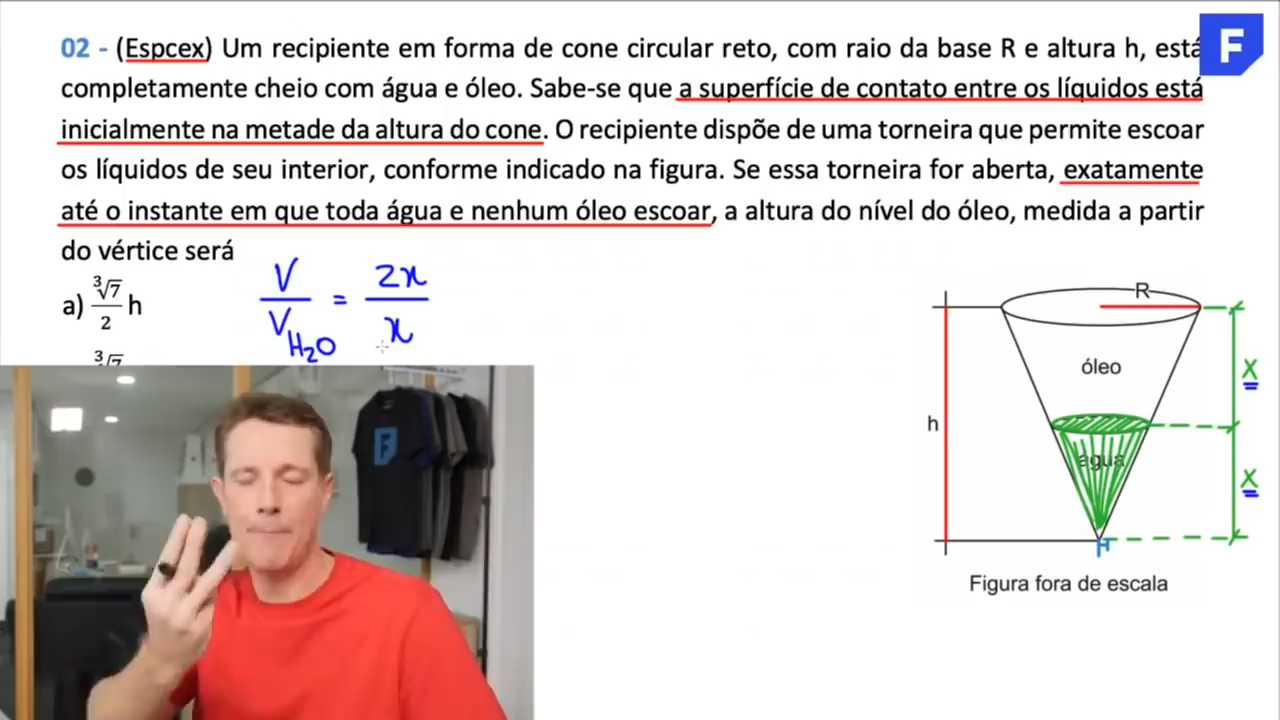 02 - (Espcex) Um recipiente em forma de cone circular reto, com raio da base R e altura h, está
completamente cheio com água e óleo. Sabe-se que a superfície de contato entre os líquidos está
inicialmente na metade da altura do cone. O recipiente dispõe de uma torneira que permite escoar
os líquidos de seu interior, conforme indicado na figura. Se essa torneira for aberta, exatamente
até o instante em que toda água e nenhum óleo escoar, a altura do nível do óleo, medida a partir
do vértice será
a) ∛7/2 h
V/V_H₂O = 2x/x
R
óleo
X
h
água
X
Figura fora de escala
F
F